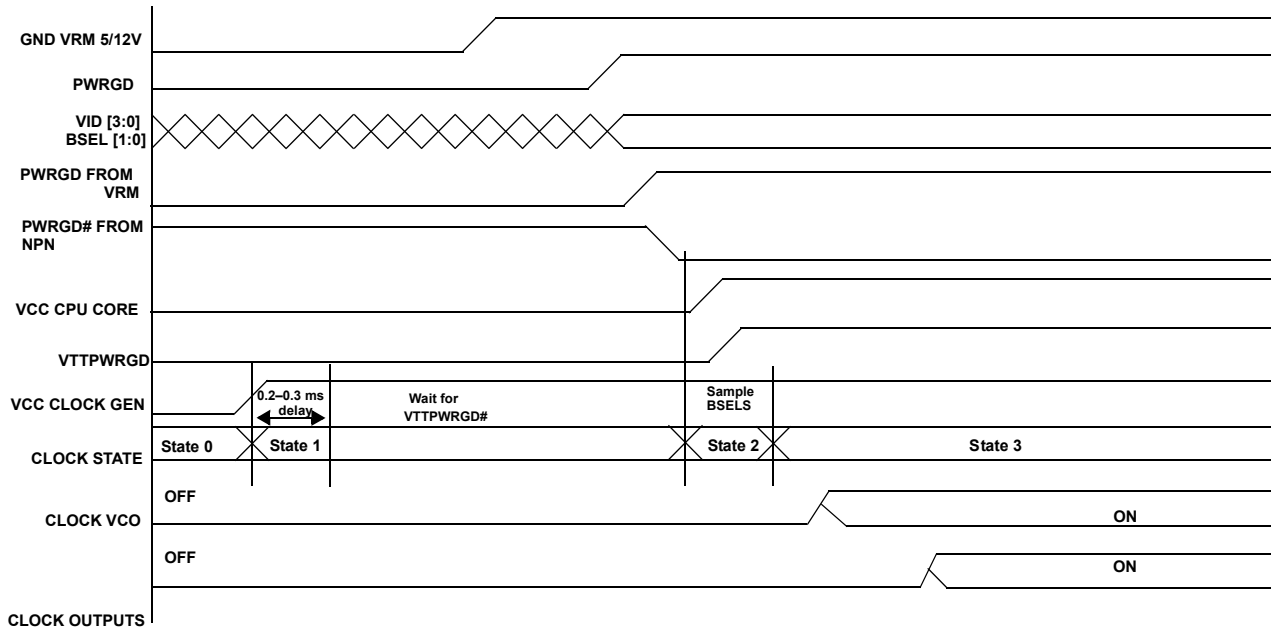 GND VRM 5/12V
PWRGD
VID [3:0]
BSEL [1:0]
PWRGD FROM
VRM
PWRGD# FROM
NPN
VCC CPU CORE
VTTPWRGD
VCC CLOCK GEN
0.2–0.3 ms
delay
Wait for
VTTPWRGD#
Sample
BSELS
CLOCK STATE
State 0
State 1
State 2
State 3
CLOCK VCO
OFF
ON
OFF
ON
CLOCK OUTPUTS